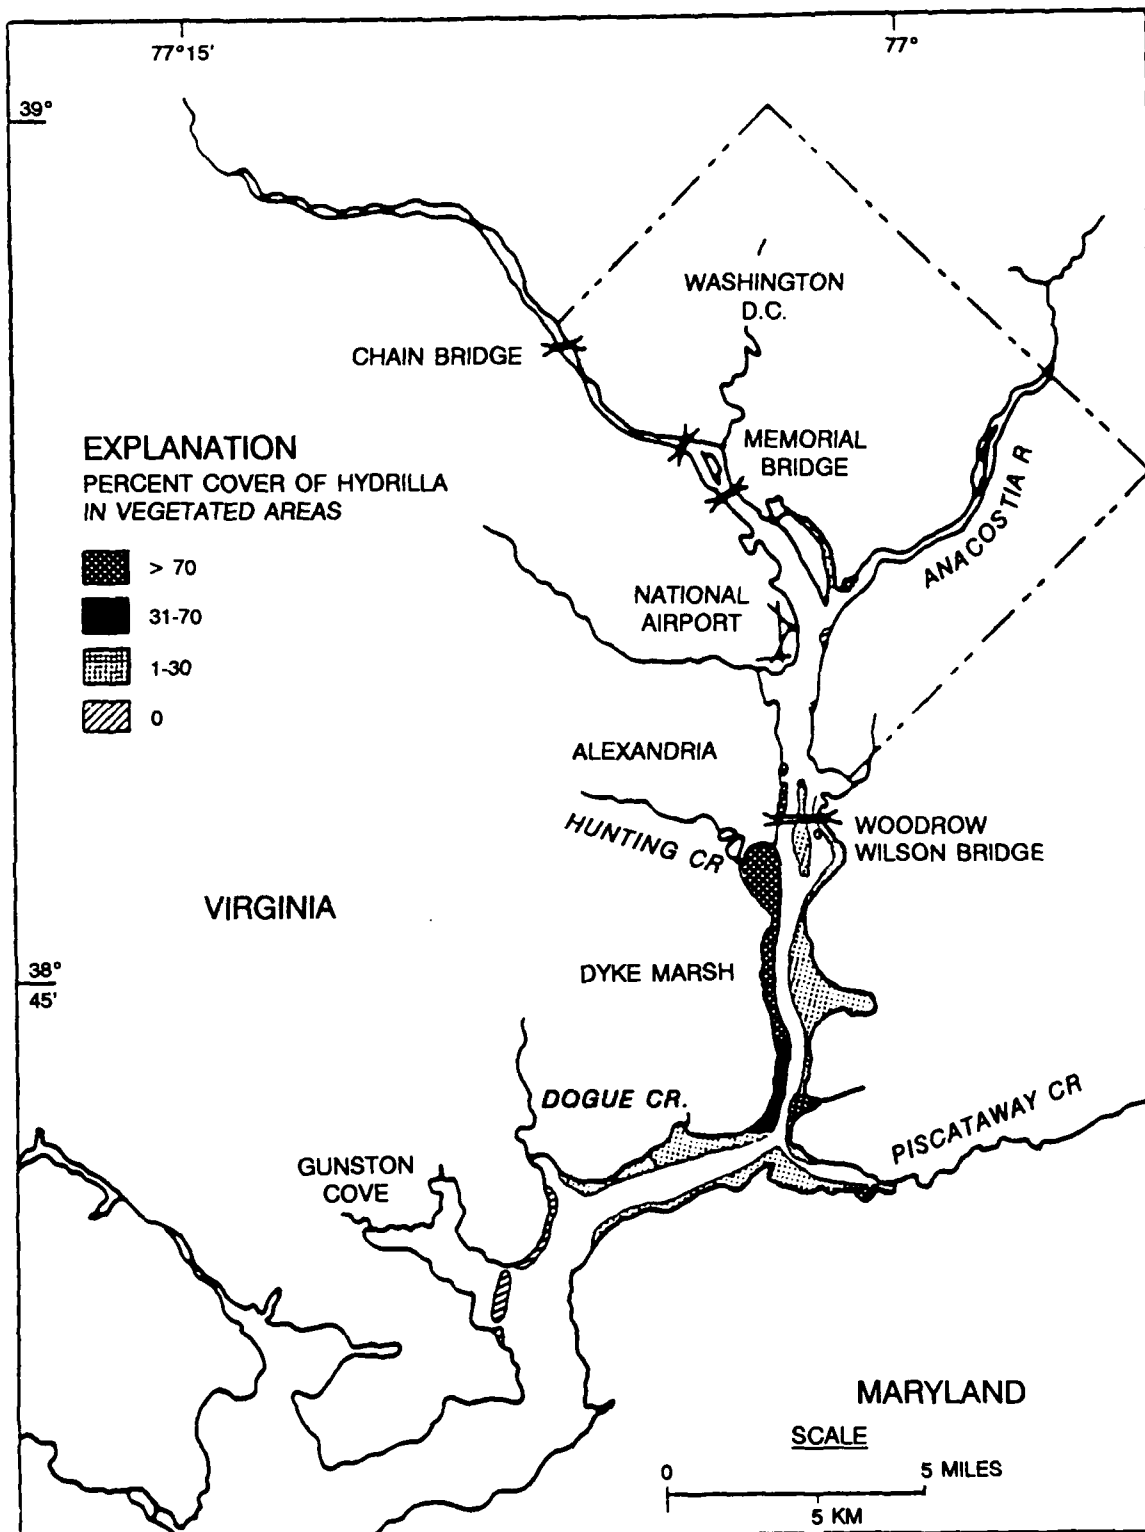 77°15'
77°
39°
WASHINGTON
D.C.
CHAIN BRIDGE
MEMORIAL
BRIDGE
EXPLANATION
PERCENT COVER OF HYDRILLA
IN VEGETATED AREAS
> 70
31-70
1-30
0
ANACOSTIA R
NATIONAL
AIRPORT
ALEXANDRIA
HUNTING CR
WOODROW
WILSON BRIDGE
VIRGINIA
38°
45'
DYKE MARSH
DOGUE CR.
PISCATAWAY CR
GUNSTON
COVE
MARYLAND
SCALE
0
5 MILES
5 KM